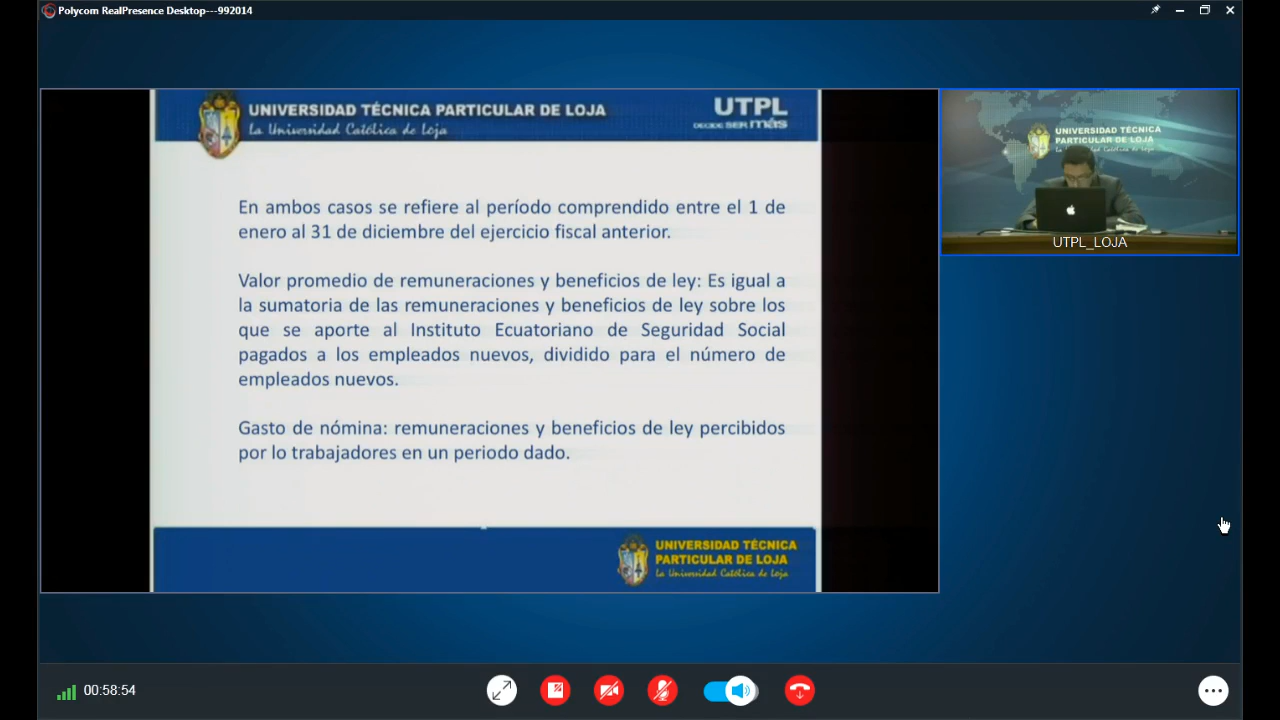 Polycom RealPresence Desktop---992014
UNIVERSIDAD TÉCNICA PARTICULAR DE LOJA
La Universidad Católica de Loja
UTPL
DECIDE SER más
En ambos casos se refiere al período comprendido entre el 1 de
enero al 31 de diciembre del ejercicio fiscal anterior.
Valor promedio de remuneraciones y beneficios de ley: Es igual a
la sumatoria de las remuneraciones y beneficios de ley sobre los
que se aporte al Instituto Ecuatoriano de Seguridad Social
pagados a los empleados nuevos, dividido para el número de
empleados nuevos.
Gasto de nómina: remuneraciones y beneficios de ley percibidos
por lo trabajadores en un periodo dado.
UNIVERSIDAD TÉCNICA
PARTICULAR DE LOJA
La Universidad Católica de Loja
UNIVERSIDAD TÉCNICA
PARTICULAR DE LOJA
UTPL_LOJA
00:58:54